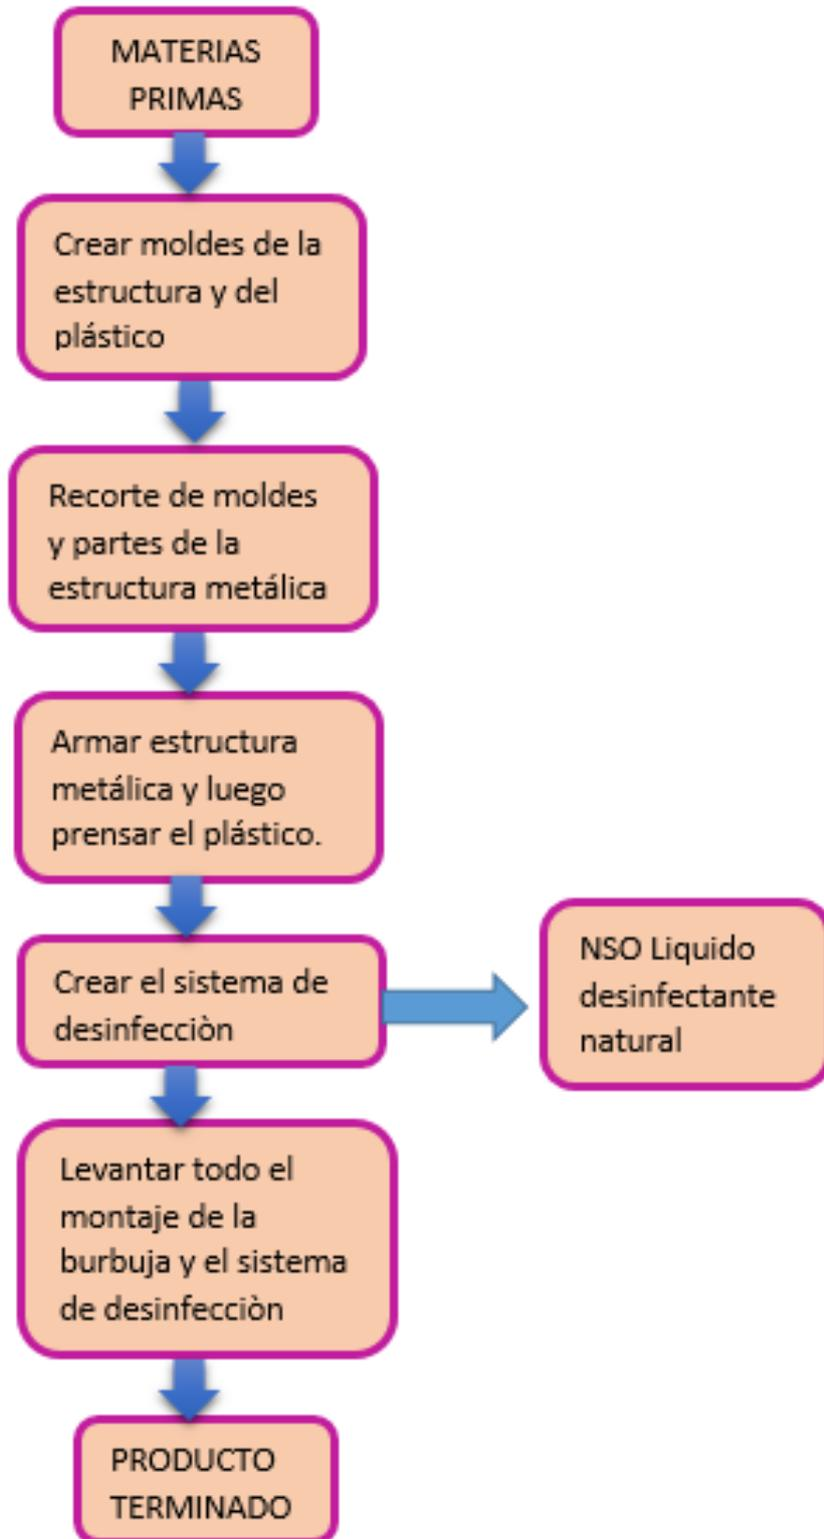 MATERIAS
PRIMAS
Crear moldes de la
estructura y del
plástico
Recorte de moldes
y partes de la
estructura metálica
Armar estructura
metálica y luego
prensar el plástico.
Crear el sistema de
desinfecciòn
NSO Liquido
desinfectante
natural
Levantar todo el
montaje de la
burbuja y el sistema
de desinfecciòn
PRODUCTO
TERMINADO